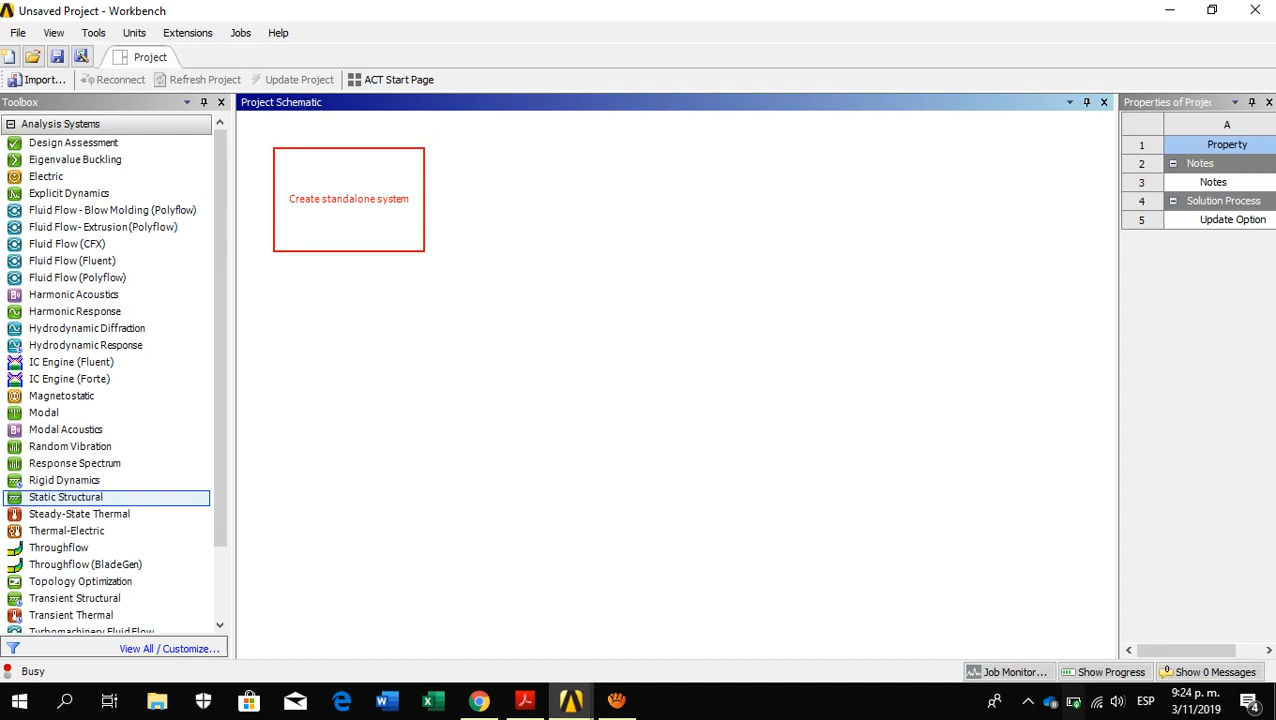 Unsaved Project - Workbench
File View Tools Units Extensions Jobs Help
Project
Import... Reconnect Refresh Project Update Project ACT Start Page
Toolbox
Analysis Systems
Design Assessment
Eigenvalue Buckling
Electric
Explicit Dynamics
Fluid Flow - Blow Molding (Polyflow)
Fluid Flow- Extrusion (Polyflow)
Fluid Flow (CFX)
Fluid Flow (Fluent)
Fluid Flow (Polyflow)
Harmonic Acoustics
Harmonic Response
Hydrodynamic Diffraction
Hydrodynamic Response
IC Engine (Fluent)
IC Engine (Forte)
Magnetostatic
Modal
Modal Acoustics
Random Vibration
Response Spectrum
Rigid Dynamics
Static Structural
Steady-State Thermal
Thermal-Electric
Throughflow
Throughflow (BladeGen)
Topology Optimization
Transient Structural
Transient Thermal
Turbomachinery Fluid Flow
View All / Customize...
Project Schematic
Create standalone system
Properties of Projec
A
1 Property
2 Notes
3 Notes
4 Solution Process
5 Update Option
Busy
Job Monitor... Show Progress Show 0 Messages
ESP
9:24 p. m.
3/11/2019
4